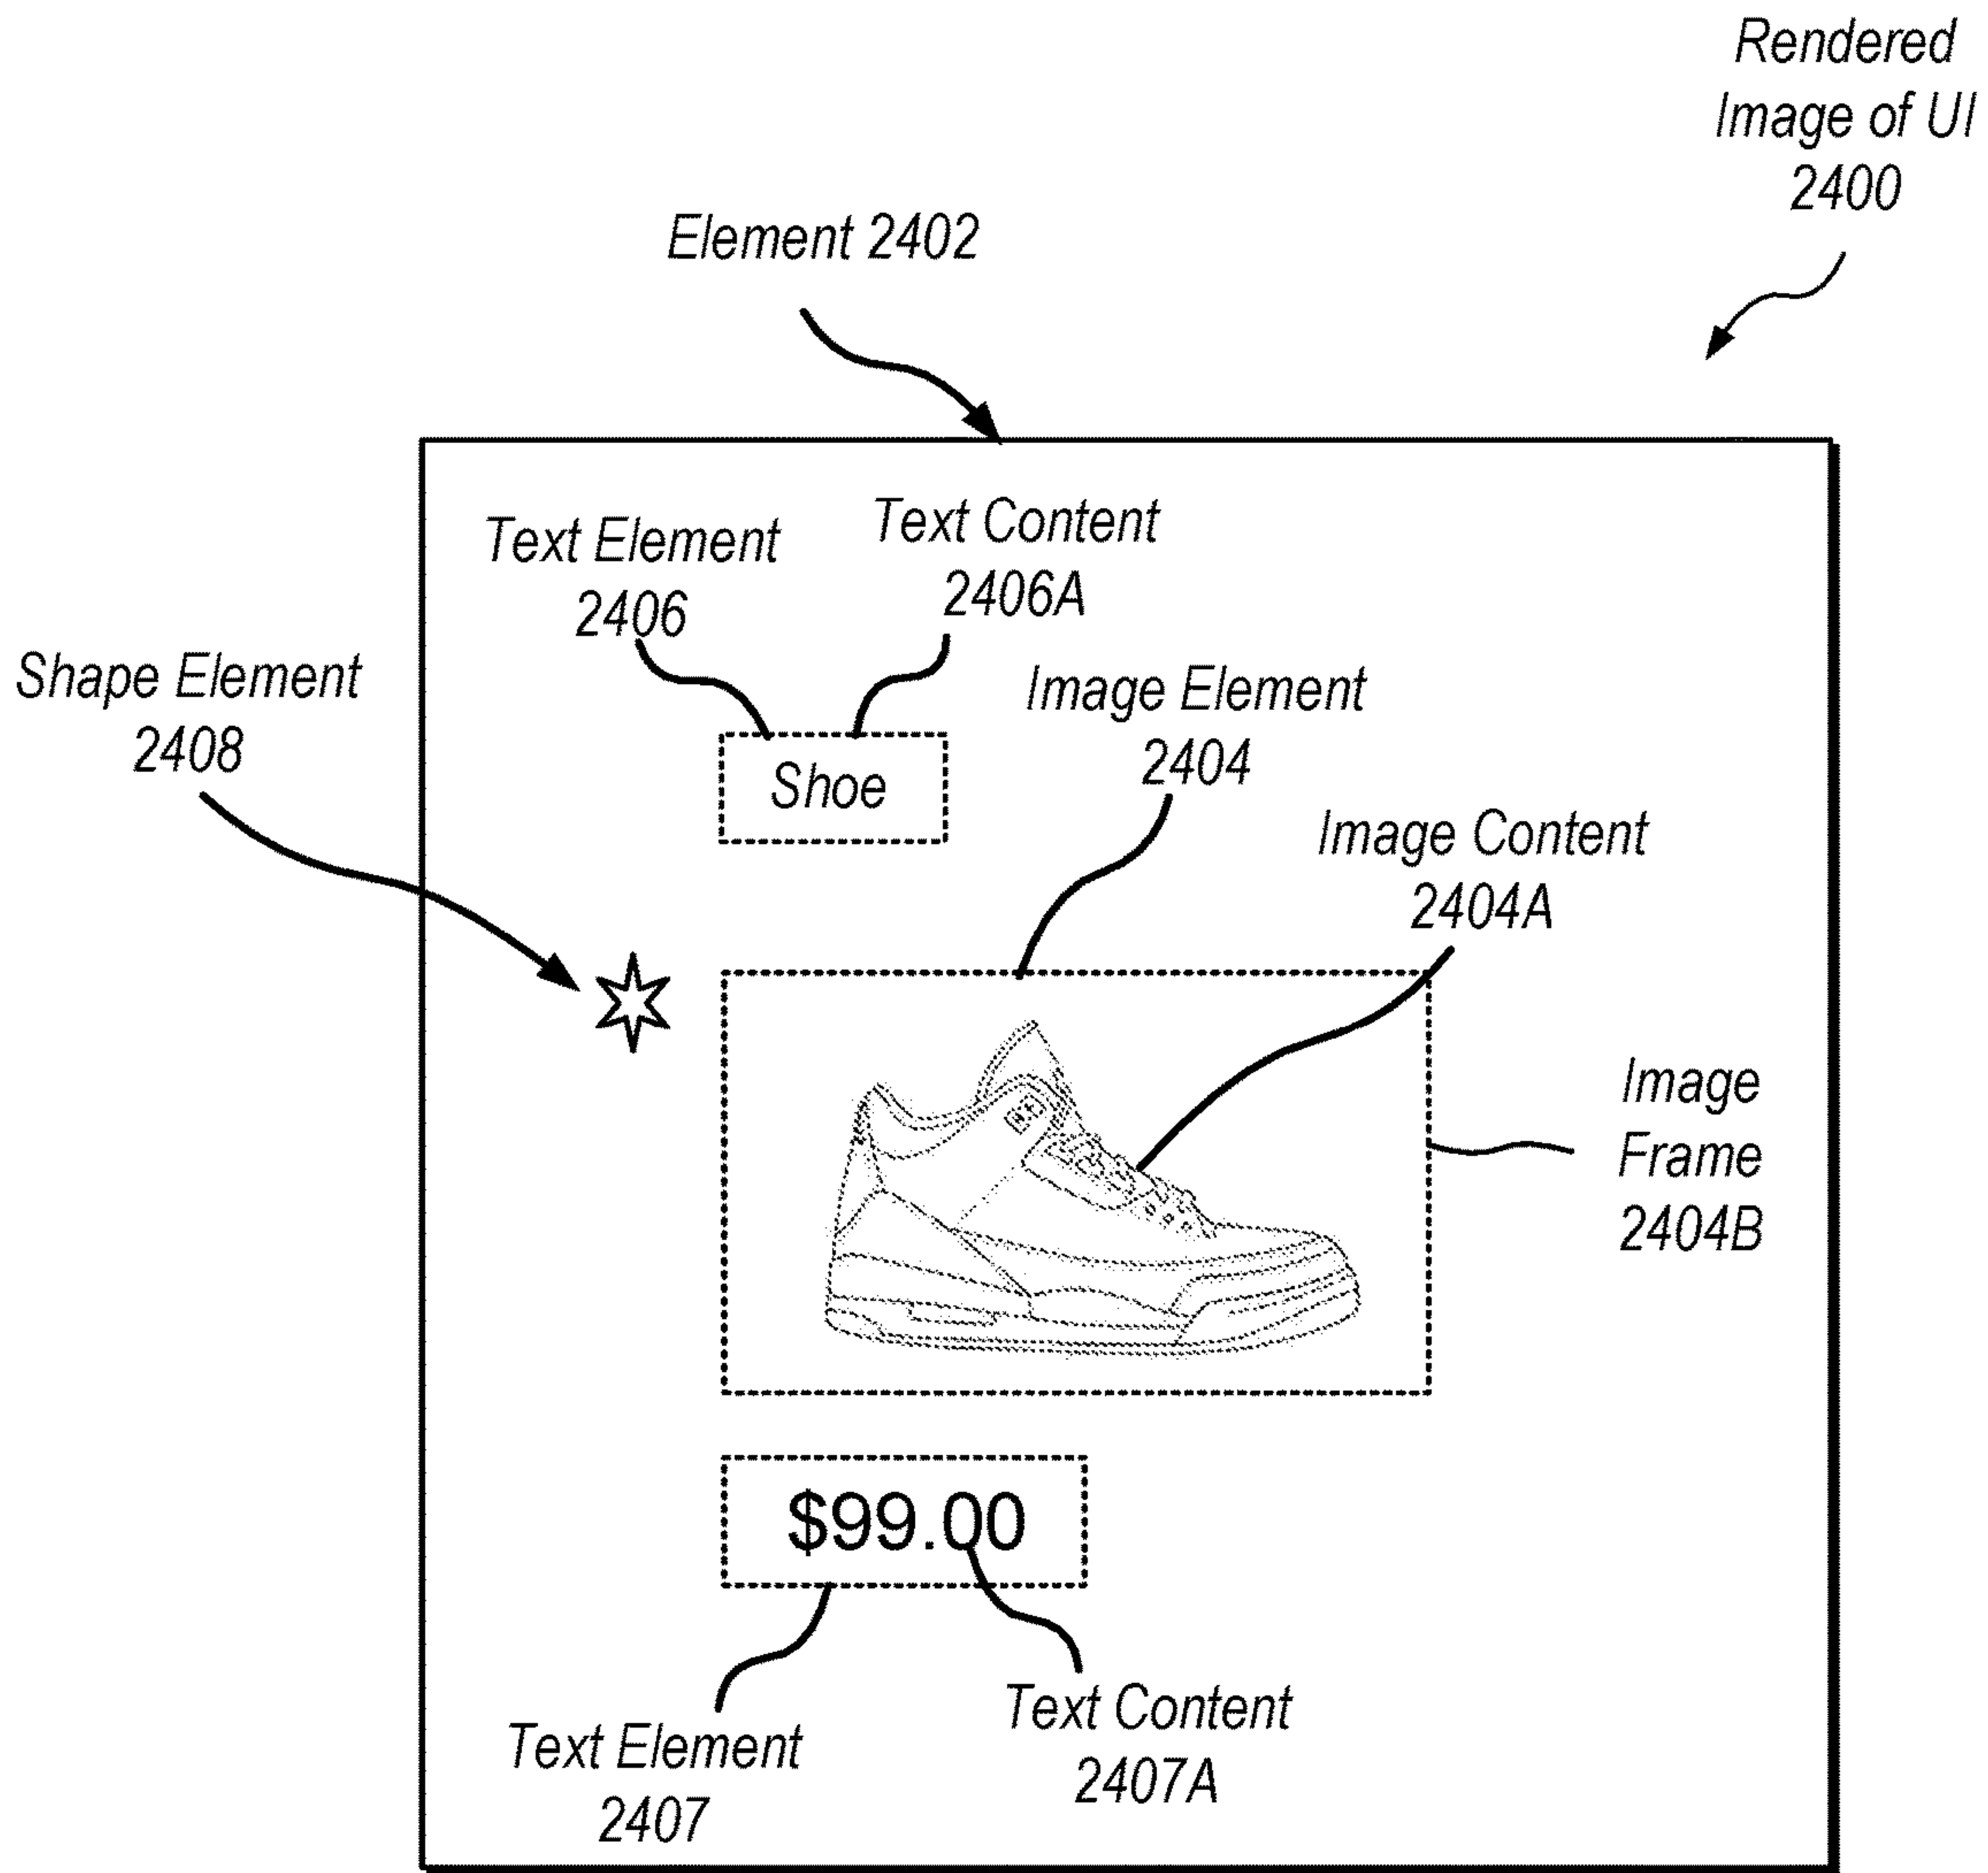 Rendered
Image of UI
2400
Element 2402
Text Element
2406
Text Content
2406A
Shape Element
2408
Image Element
2404
Shoe
Image Content
2404A
Image
Frame
2404B
$99.00
Text Element
2407
Text Content
2407A